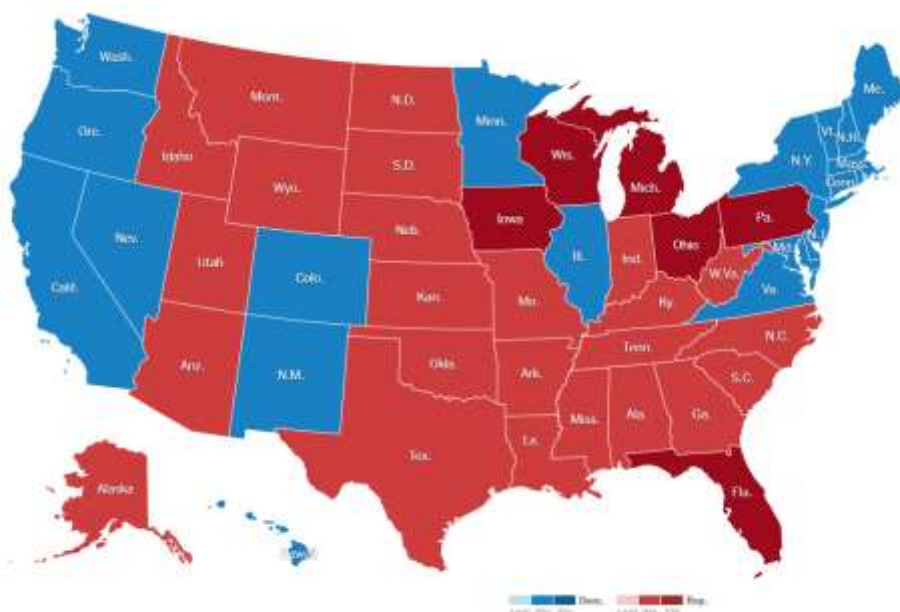 Wash.
Ore.
Calif.
Nev.
Idaho
Mont.
Wyo.
Utah
Ariz.
Colo.
N.M.
N.D.
S.D.
Neb.
Kan.
Okla.
Tex.
Minn.
Iowa
Mo.
Ark.
La.
Wis.
Ill.
Mich.
Ind.
Ohio
Ky.
Tenn.
Miss.
Ala.
Ga.
Fla.
S.C.
N.C.
Va.
W.Va.
Pa.
Md.
N.J.
N.Y.
Conn.
Mass.
Vt.
N.H.
Me.
Alaska
Dem.
Rep.